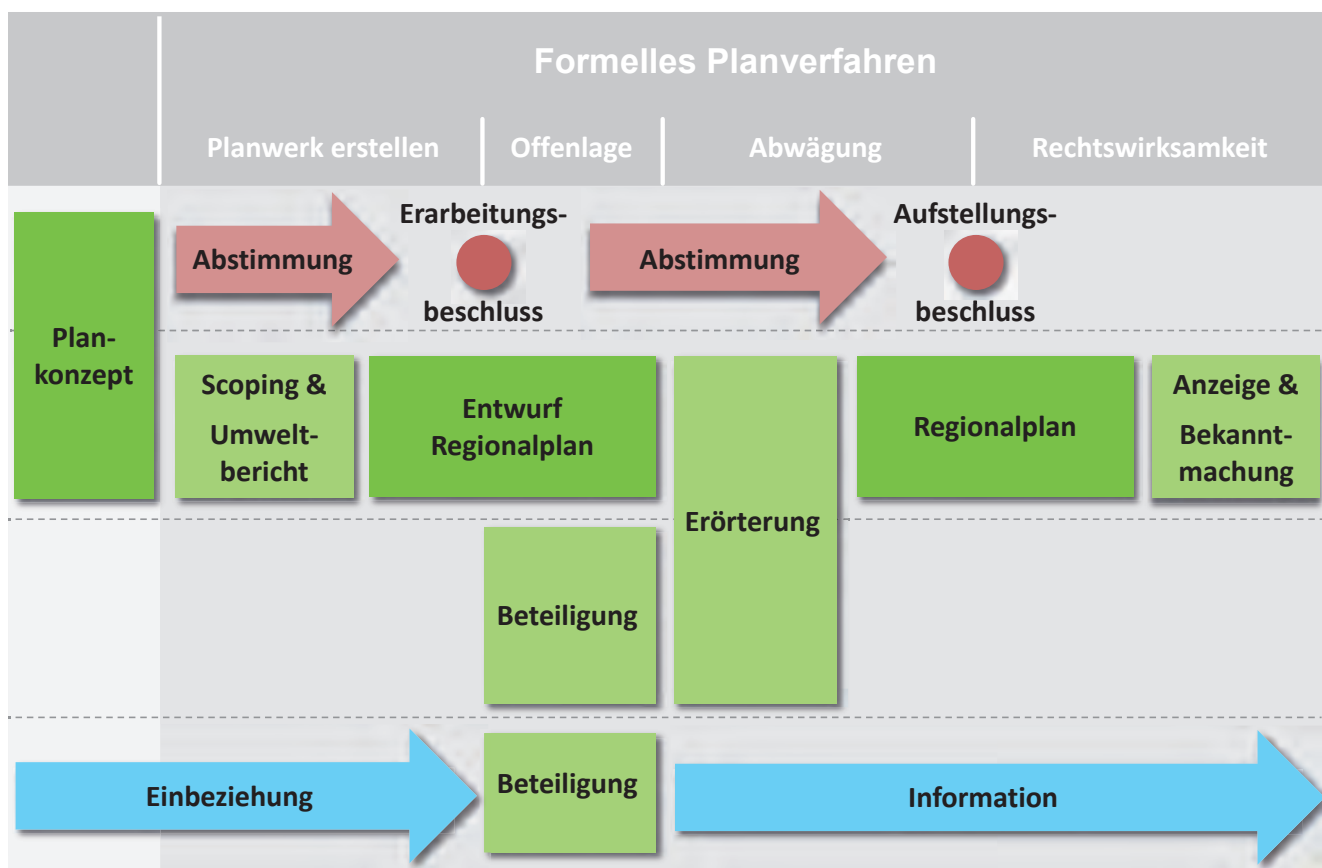 Formelles Planverfahren
Planwerk erstellen
Offenlage
Abwägung
Rechtswirksamkeit
Abstimmung
Erarbeitungs-
beschluss
Abstimmung
Aufstellungs-
beschluss
Plan-
konzept
Scoping &
Umwelt-
bericht
Entwurf
Regionalplan
Erörterung
Regionalplan
Anzeige &
Bekannt-
machung
Beteiligung
Einbeziehung
Beteiligung
Information